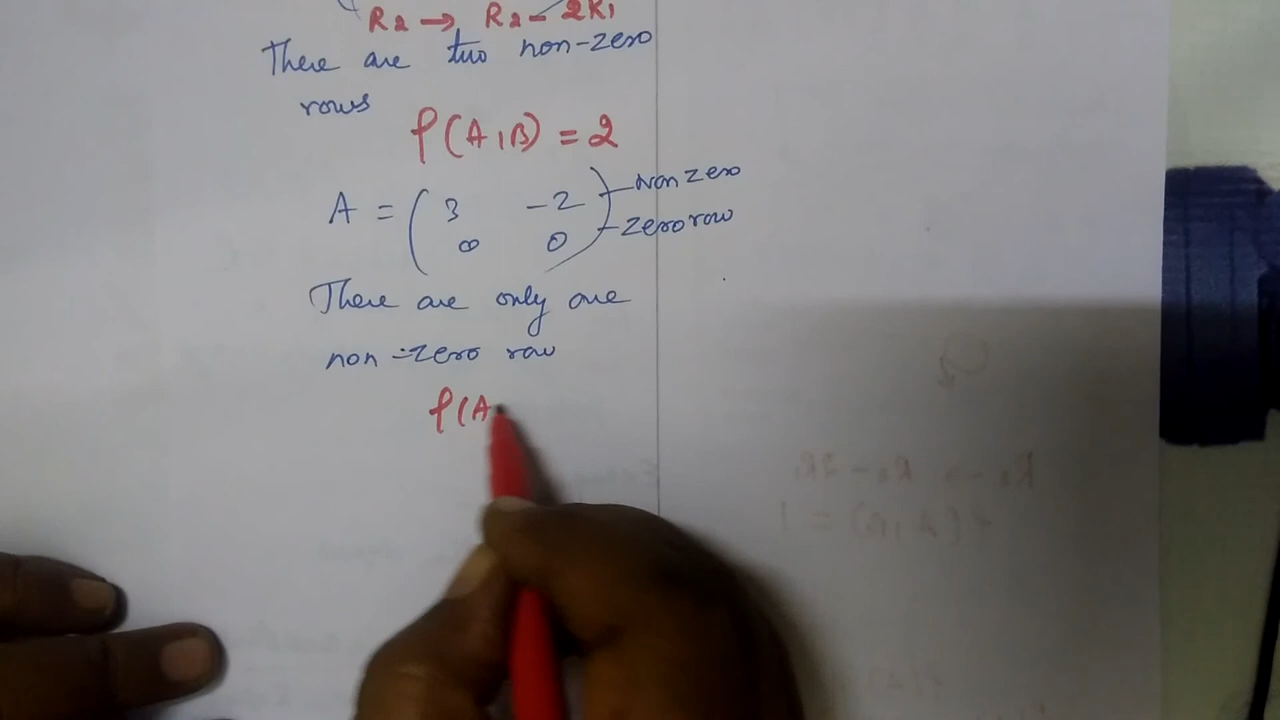 R2 → R2 - 2R1
There are two non-zero
rows
ρ(A,B) = 2
A = ( 3 -2 ) Non zero
00 0 zero row
There are only one
non-zero row
ρ(A